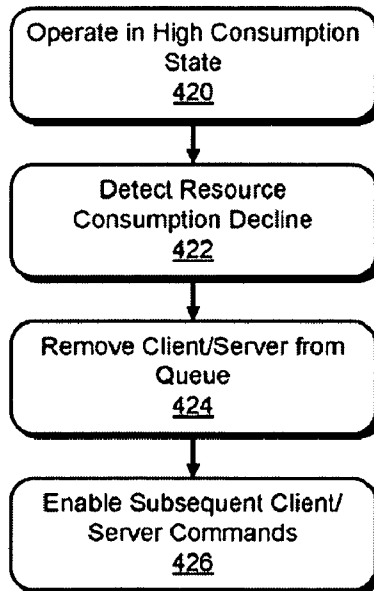 Operate in High Consumption
State
420
Detect Resource
Consumption Decline
422
Remove Client/Server from
Queue
424
Enable Subsequent Client/
Server Commands
426